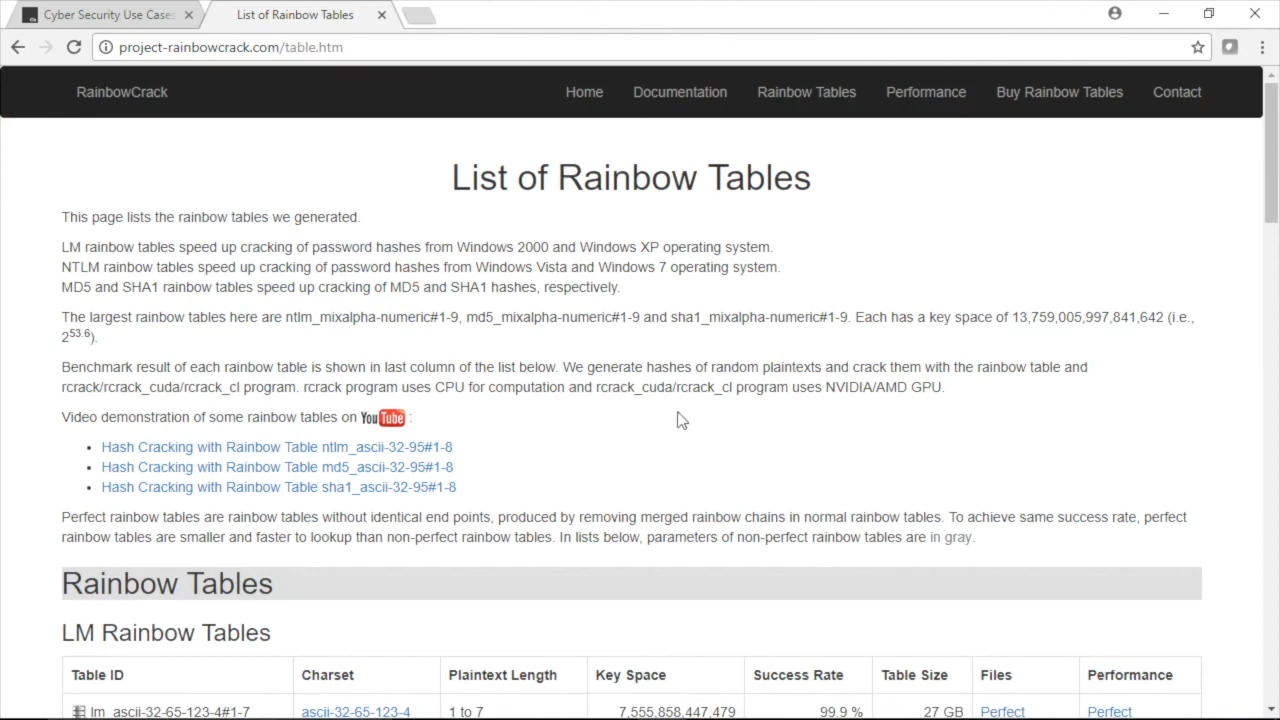 Cyber Security Use Cases
List of Rainbow Tables
project-rainbowcrack.com/table.htm
RainbowCrack Home Documentation Rainbow Tables Performance Buy Rainbow Tables Contact
List of Rainbow Tables
This page lists the rainbow tables we generated.
LM rainbow tables speed up cracking of password hashes from Windows 2000 and Windows XP operating system.
NTLM rainbow tables speed up cracking of password hashes from Windows Vista and Windows 7 operating system.
MD5 and SHA1 rainbow tables speed up cracking of MD5 and SHA1 hashes, respectively.
The largest rainbow tables here are ntlm_mixalpha-numeric#1-9, md5_mixalpha-numeric#1-9 and sha1_mixalpha-numeric#1-9. Each has a key space of 13,759,005,997,841,642 (i.e.,
2^53.6).
Benchmark result of each rainbow table is shown in last column of the list below. We generate hashes of random plaintexts and crack them with the rainbow table and
rcrack/rcrack_cuda/rcrack_cl program. rcrack program uses CPU for computation and rcrack_cuda/rcrack_cl program uses NVIDIA/AMD GPU.
Video demonstration of some rainbow tables on YouTube :
• Hash Cracking with Rainbow Table ntlm_ascii-32-95#1-8
• Hash Cracking with Rainbow Table md5_ascii-32-95#1-8
• Hash Cracking with Rainbow Table sha1_ascii-32-95#1-8
Perfect rainbow tables are rainbow tables without identical end points, produced by removing merged rainbow chains in normal rainbow tables. To achieve same success rate, perfect
rainbow tables are smaller and faster to lookup than non-perfect rainbow tables. In lists below, parameters of non-perfect rainbow tables are in gray.
Rainbow Tables
LM Rainbow Tables
Table ID Charset Plaintext Length Key Space Success Rate Table Size Files Performance
lm_ascii-32-65-123-4#1-7 ascii-32-65-123-4 1 to 7 7,555,858,447,479 99.9 % 27 GB Perfect Perfect